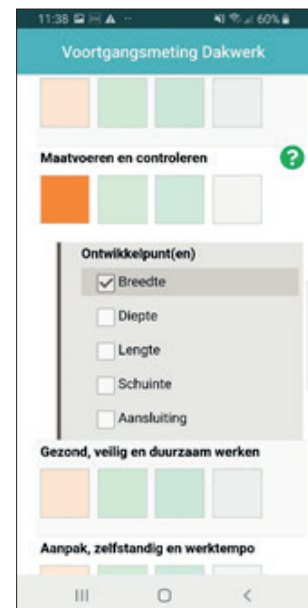 11:38
60%
Voortgangsmeting Dakwerk
Maatvoeren en controleren
?
Ontwikkelpunt(en)
Breedte
Diepte
Lengte
Schuinte
Aansluiting
Gezond, veilig en duurzaam werken
Aanpak, zelfstandig en werktempo